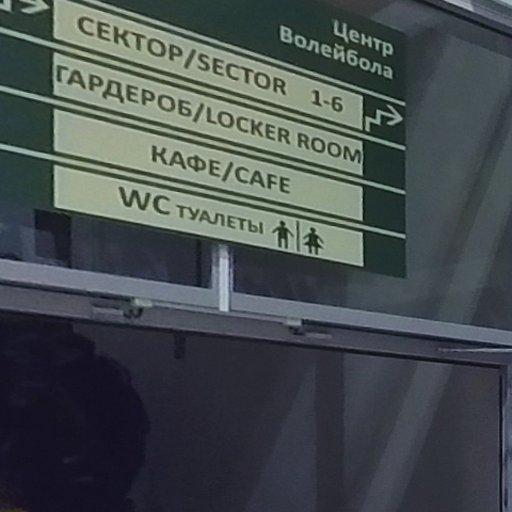 Центр
Волейбола
СЕКТОР/SECTOR 1-6
ГАРДЕРОБ/LOCKER ROOM
КАФЕ/CAFE
WC ТУАЛЕТЫ